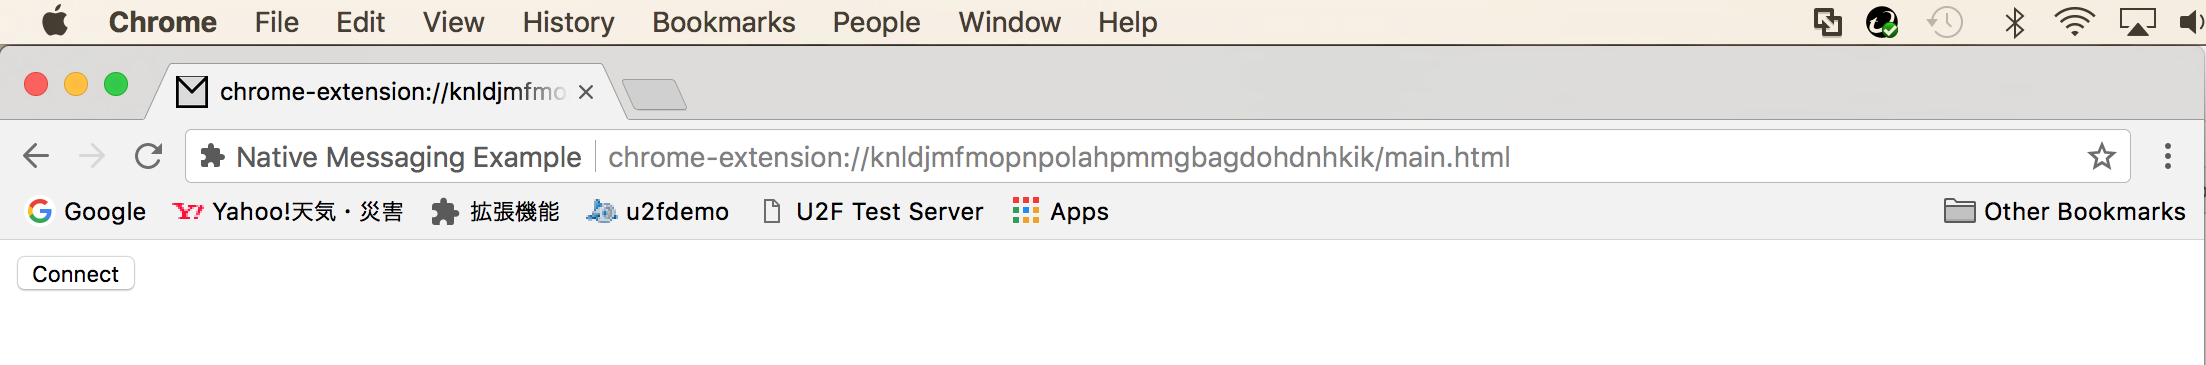 Chrome File Edit View History Bookmarks People Window Help
chrome-extension://knldjmfmo
Native Messaging Example chrome-extension://knldjmfmopnpolahpmmgbagdohdnhkik/main.html
Google Yahoo!天気・災害 拡張機能 u2fdemo U2F Test Server Apps Other Bookmarks
Connect